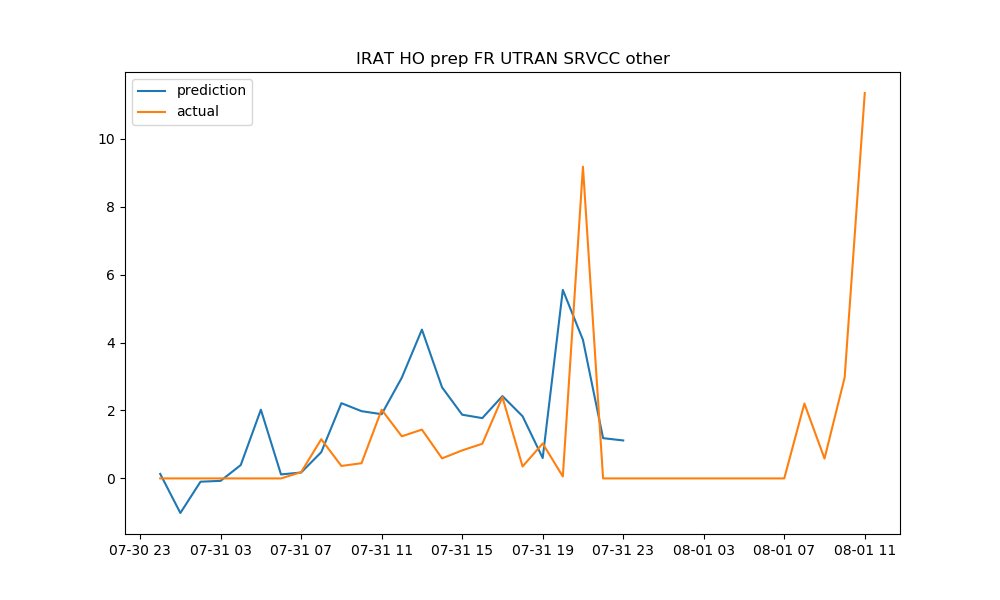 IRAT HO prep FR UTRAN SRVCC other
prediction
actual
10
8
6
4
2
0
07-30 23 07-31 03 07-31 07 07-31 11 07-31 15 07-31 19 07-31 23 08-01 03 08-01 07 08-01 11